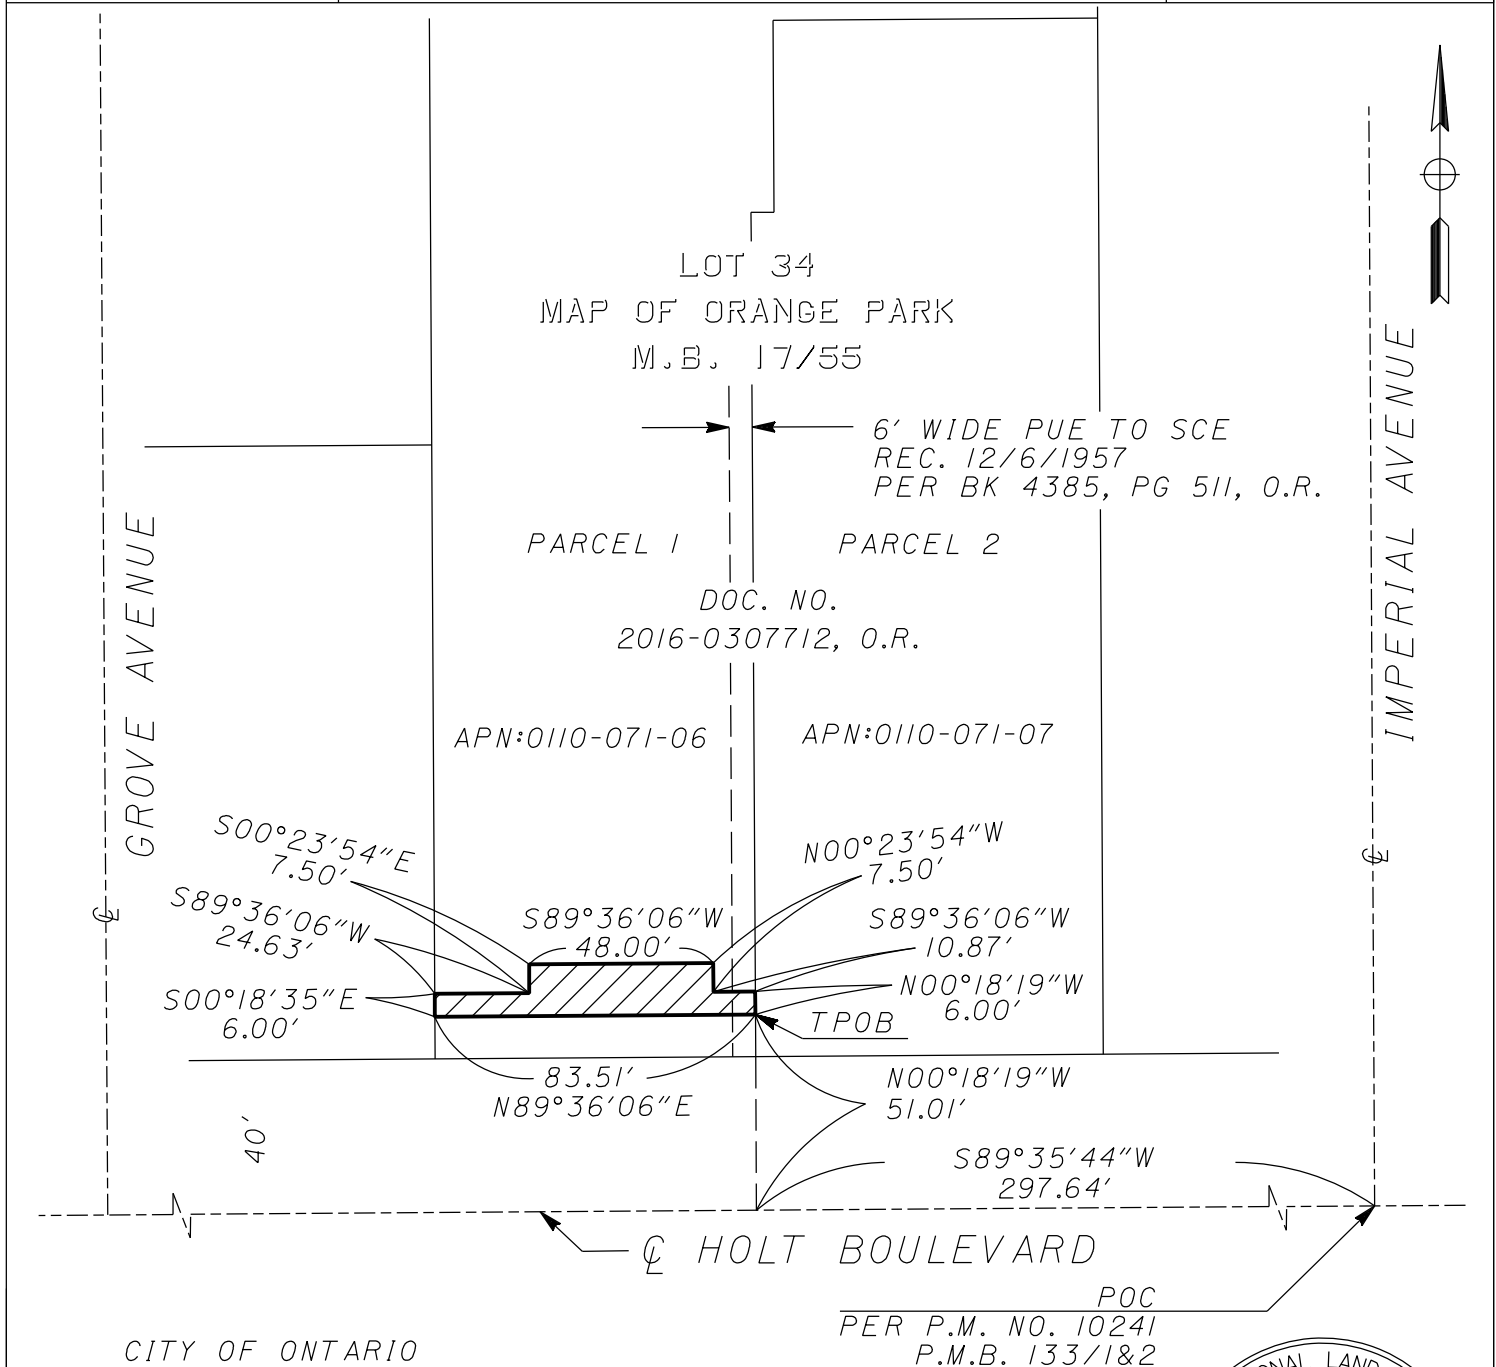 LOT 34
MAP OF ORANGE PARK
M.B. 17/55
6' WIDE PUE TO SCE
REC. 12/6/1957
PER BK 4385, PG 511, O.R.
PARCEL 1
PARCEL 2
DOC. NO.
2016-0307712, O.R.
APN:0110-071-06
APN:0110-071-07
GROVE AVENUE
IMPERIAL AVENUE
℄
℄
S00°23'54"E
7.50'
N00°23'54"W
7.50'
S89°36'06"W
24.63'
S89°36'06"W
48.00'
S89°36'06"W
10.87'
S00°18'35"E
6.00'
N00°18'19"W
6.00'
TPOB
83.51'
N89°36'06"E
N00°18'19"W
51.01'
40'
S89°35'44"W
297.64'
℄ HOLT BOULEVARD
POC
PER P.M. NO. 10241
P.M.B. 133/1&2
CITY OF ONTARIO
ONAL LAND